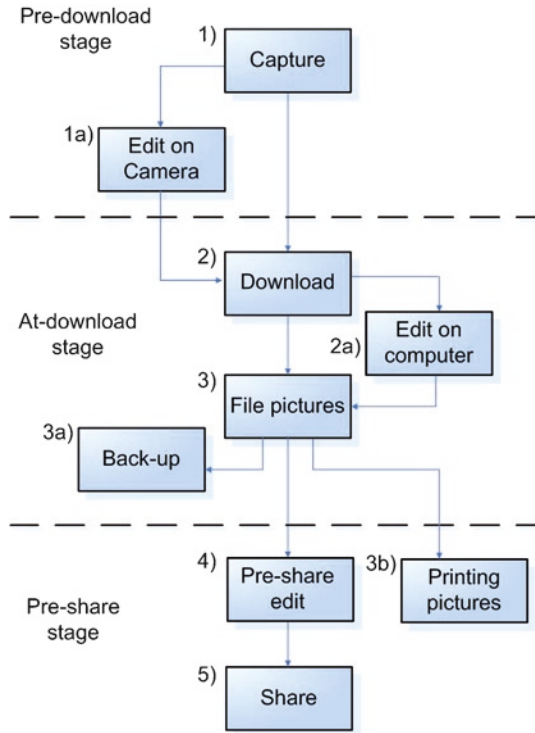 Pre-download
stage
1)
Capture
1a)
Edit on
Camera
2)
Download
At-download
stage
2a)
Edit on
computer
3)
File pictures
3a)
Back-up
4)
Pre-share
edit
3b)
Printing
pictures
Pre-share
stage
5)
Share